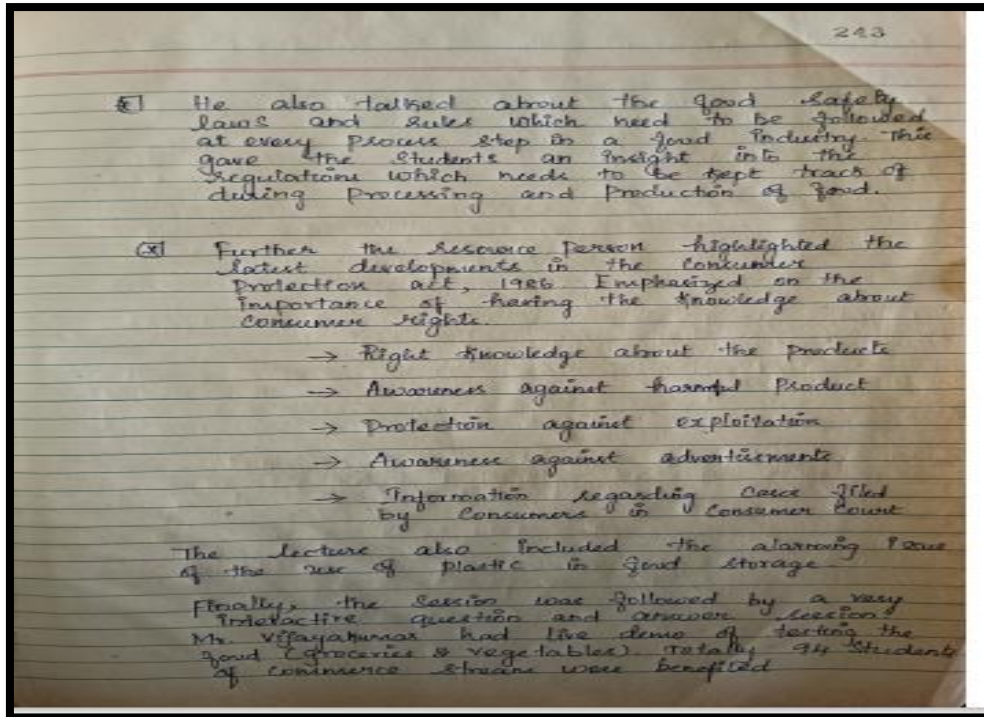 243
He also talked about the food safety
laws and rules which need to be followed
at every process step in a food industry. This
gave the students an insight into the
regulations which needs to be kept track of
during Processing and Production of food.
(x) Further the resource person highlighted the
latest developments in the Consumer
Protection act, 1986 Emphasized on the
importance of having the knowledge about
Consumer rights.
→ Right knowledge about the products
→ Awareness against harmful Product
→ Protection against exploitation
→ Awareness against advertisements
→ Information regarding cases filed
by Consumers in Consumer Court
The lecture also included the alarming issue
of the use of plastic in food storage
Finally, the session was followed by a very
interactive question and answer session.
Mr. Vijayakumar had live demo of testing the
food (groceries & vegetables). Totally 94 students
of commerce stream were benefited